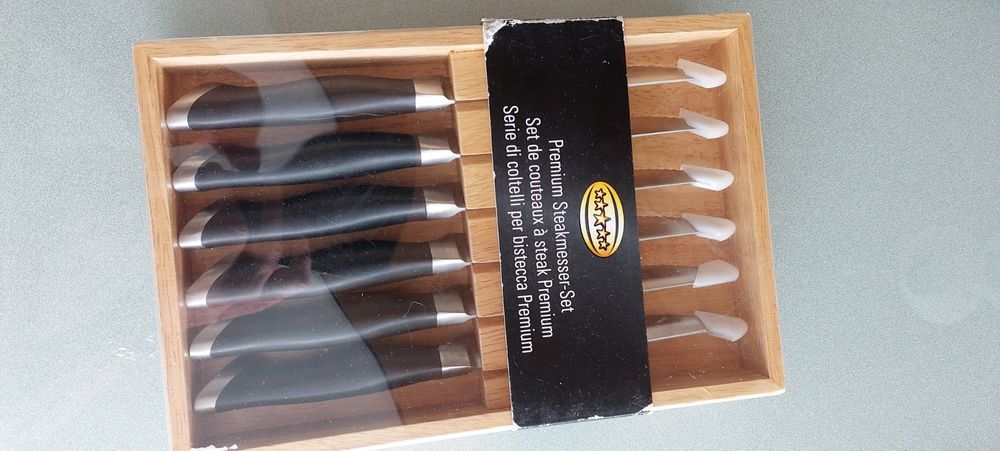 Premium Steakmesser-Set
Set de couteaux à steak Premium
Serie di coltelli per bistecca Premium